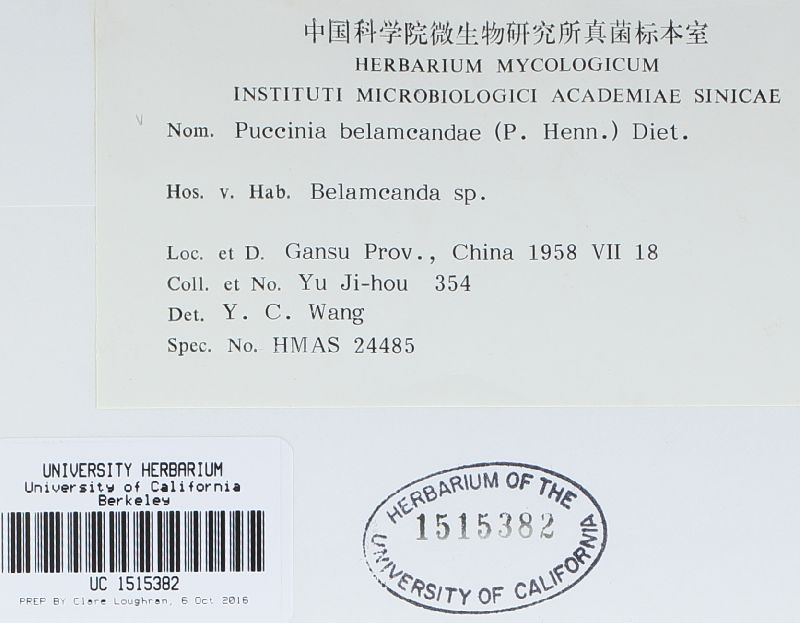 中国科学院微生物研究所真菌标本室
HERBARIUM MYCOLOGICUM
INSTITUTI MICROBIOLOGICI ACADEMIAE SINICAE
Nom. Puccinia belamcandae (P. Henn.) Diet.
Hos. v. Hab. Belamcanda sp.
Loc. et D. Gansu Prov., China 1958 VII 18
Coll. et No. Yu Ji-hou 354
Det. Y. C. Wang
Spec. No. HMAS 24485
UNIVERSITY HERBARIUM
University of California
Berkeley
UC 1515382
PREP BY Clare Loughran, 6 Oct 2016
HERBARIUM OF THE
1515382
UNIVERSITY OF CALIFORNIA